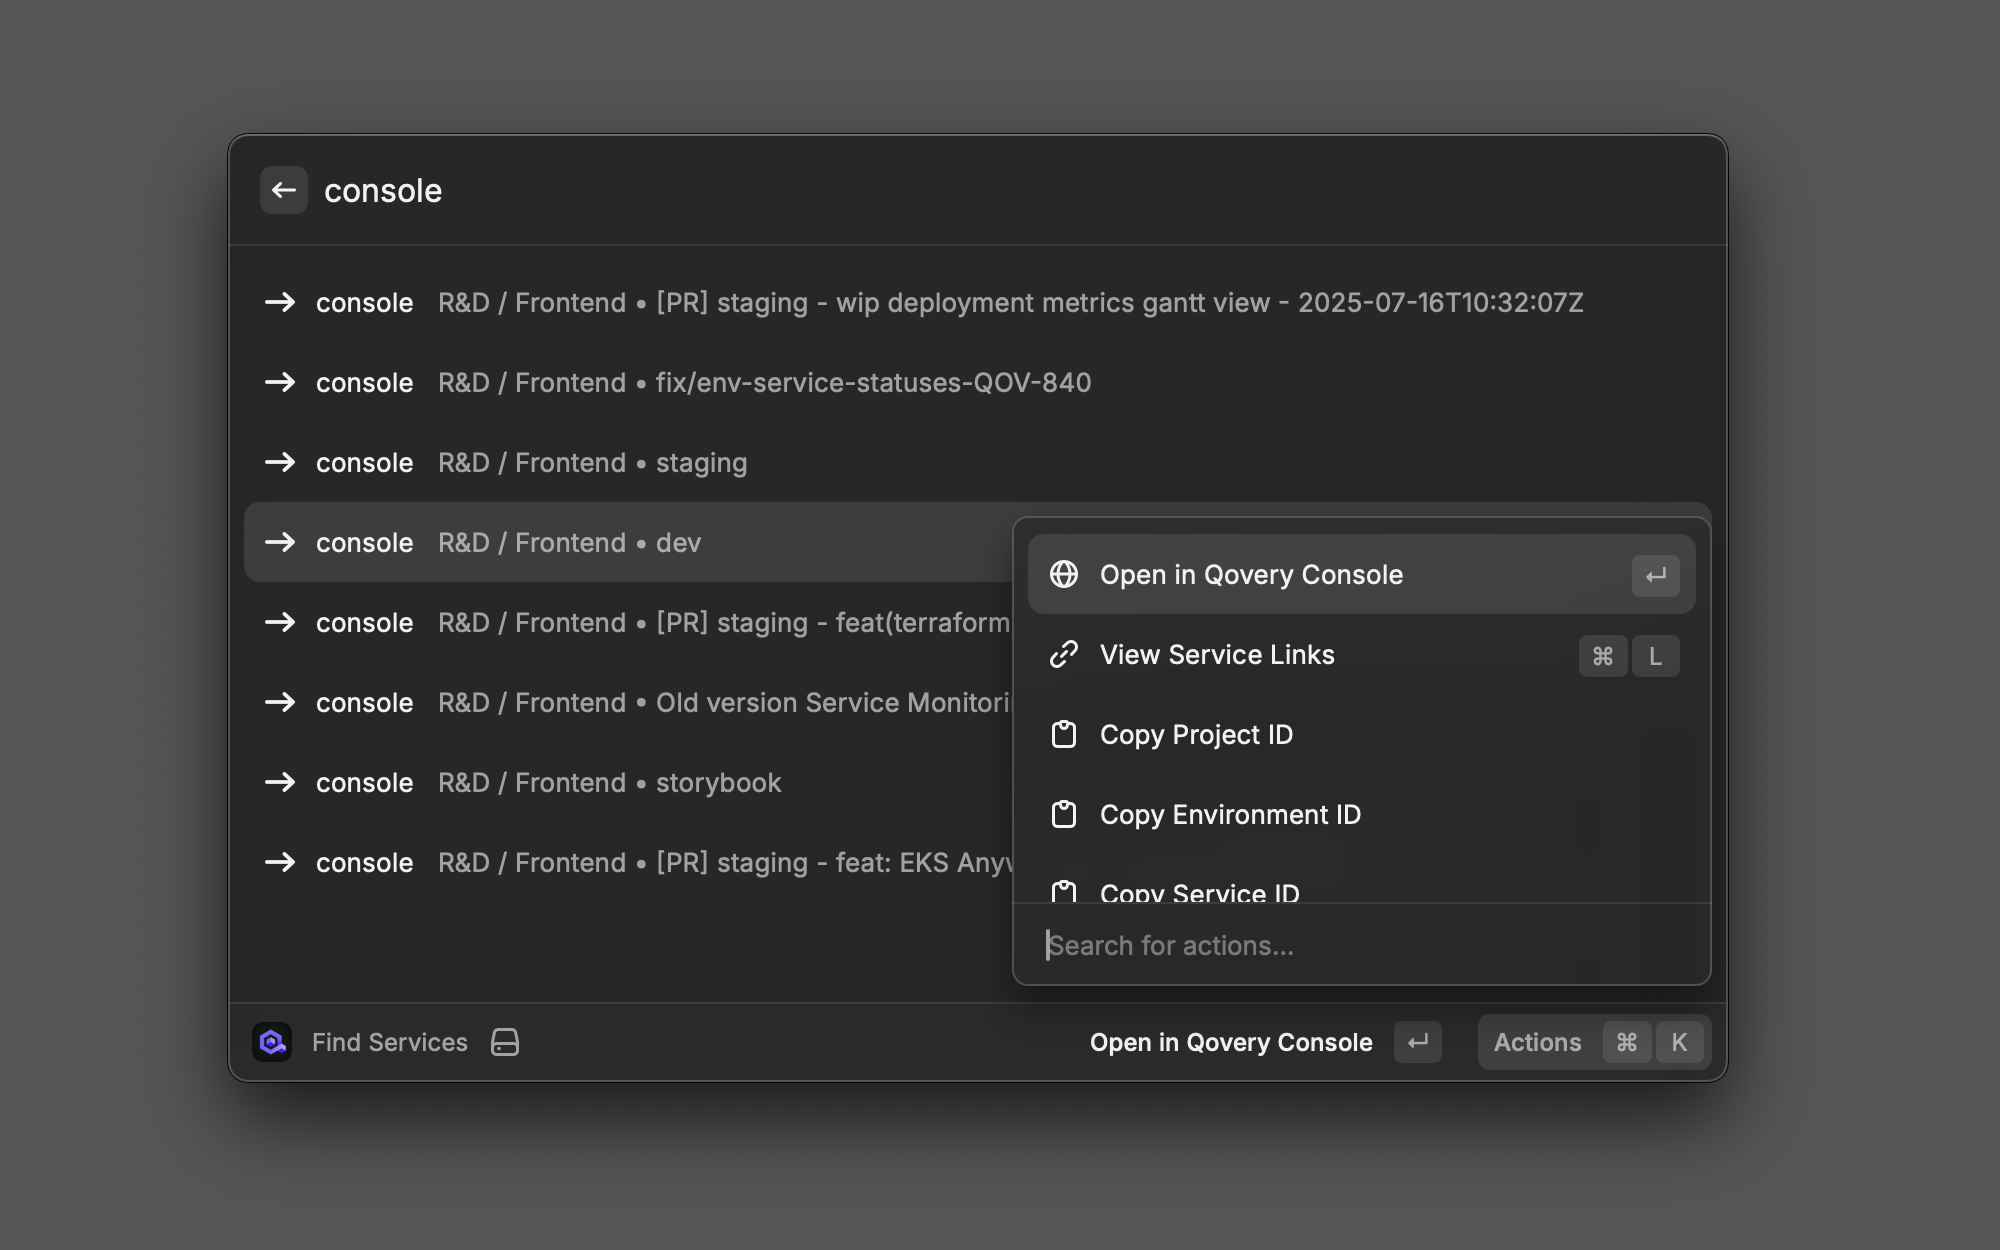 console
console R&D / Frontend • [PR] staging - wip deployment metrics gantt view - 2025-07-16T10:32:07Z
console R&D / Frontend • fix/env-service-statuses-QOV-840
console R&D / Frontend • staging
console R&D / Frontend • dev
console R&D / Frontend • [PR] staging - feat(terraform
console R&D / Frontend • Old version Service
console R&D / Frontend • storybook
console R&D / Frontend • [PR] staging - feat: EKS
Open in Qovery Console ↵
View Service Links ⌘ L
Copy Project ID
Copy Environment ID
Copy Service ID
Search for actions...
Find Services
Open in Qovery Console ↵
Actions ⌘ K